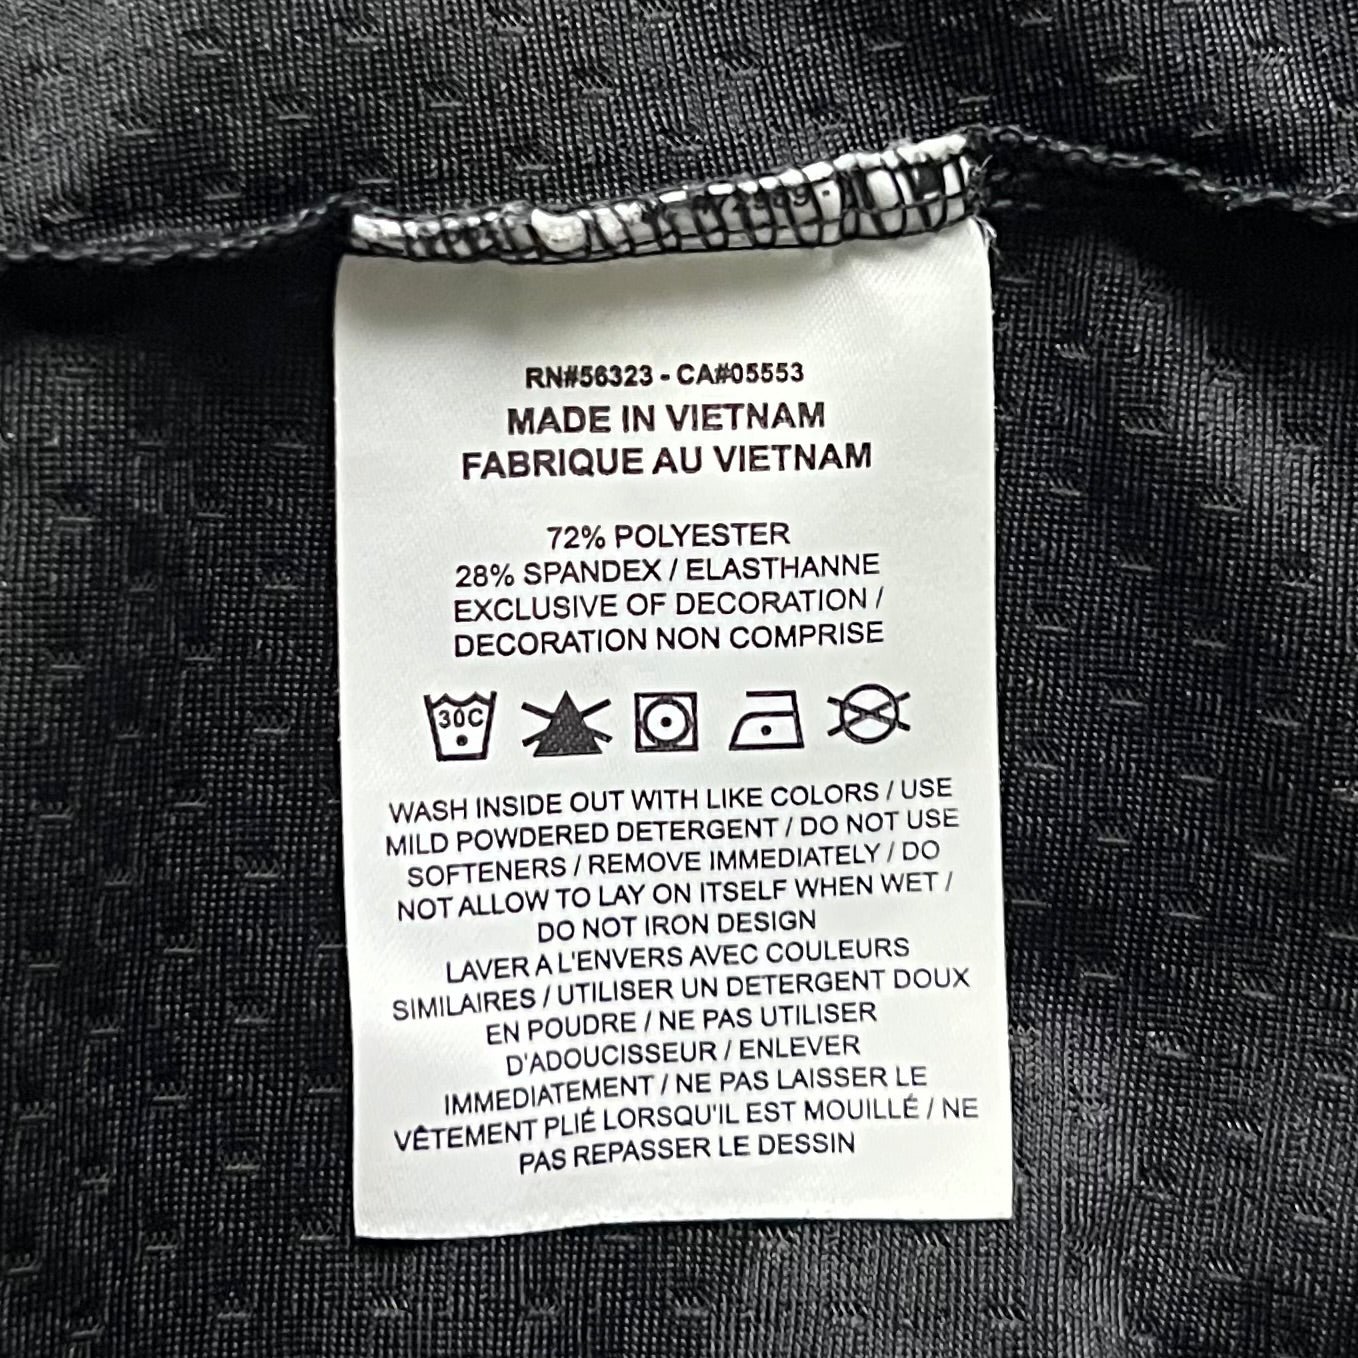 RN#56323 - CA#05553
MADE IN VIETNAM
FABRIQUE AU VIETNAM
72% POLYESTER
28% SPANDEX / ELASTHANNE
EXCLUSIVE OF DECORATION /
DECORATION NON COMPRISE
30C
WASH INSIDE OUT WITH LIKE COLORS / USE
MILD POWDERED DETERGENT / DO NOT USE
SOFTENERS / REMOVE IMMEDIATELY / DO
NOT ALLOW TO LAY ON ITSELF WHEN WET /
DO NOT IRON DESIGN
LAVER A L'ENVERS AVEC COULEURS
SIMILAIRES / UTILISER UN DETERGENT DOUX
EN POUDRE / NE PAS UTILISER
D'ADOUCISSEUR / ENLEVER
IMMEDIATEMENT / NE PAS LAISSER LE
VÊTEMENT PLIÉ LORSQU'IL EST MOUILLÉ / NE
PAS REPASSER LE DESSIN